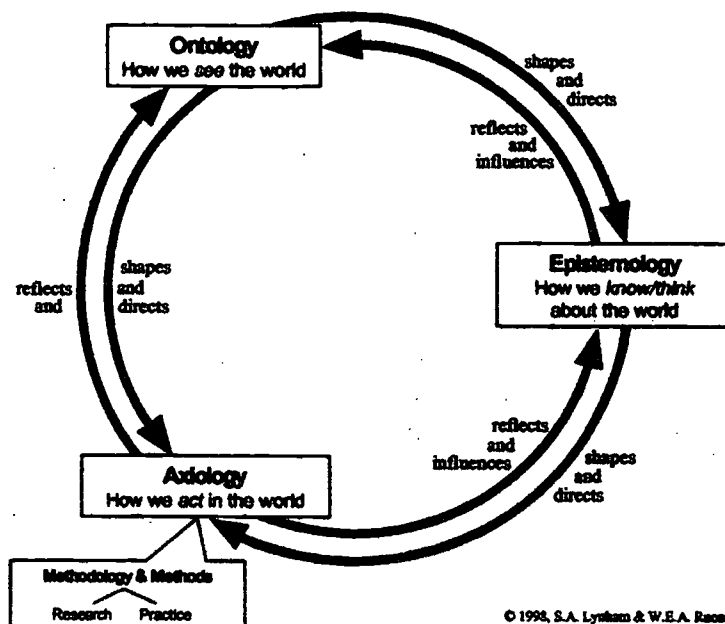 Ontology
How we see the world
shapes
and
directs
reflects
and
influences
Epistemology
How we know/think
about the world
shapes
and
directs
reflects
and
reflects
and
influences
shapes
and
directs
Axiology
How we act in the world
Methodology & Methods
Research Practice
© 1998, S.A. Lynham & W.E.A.